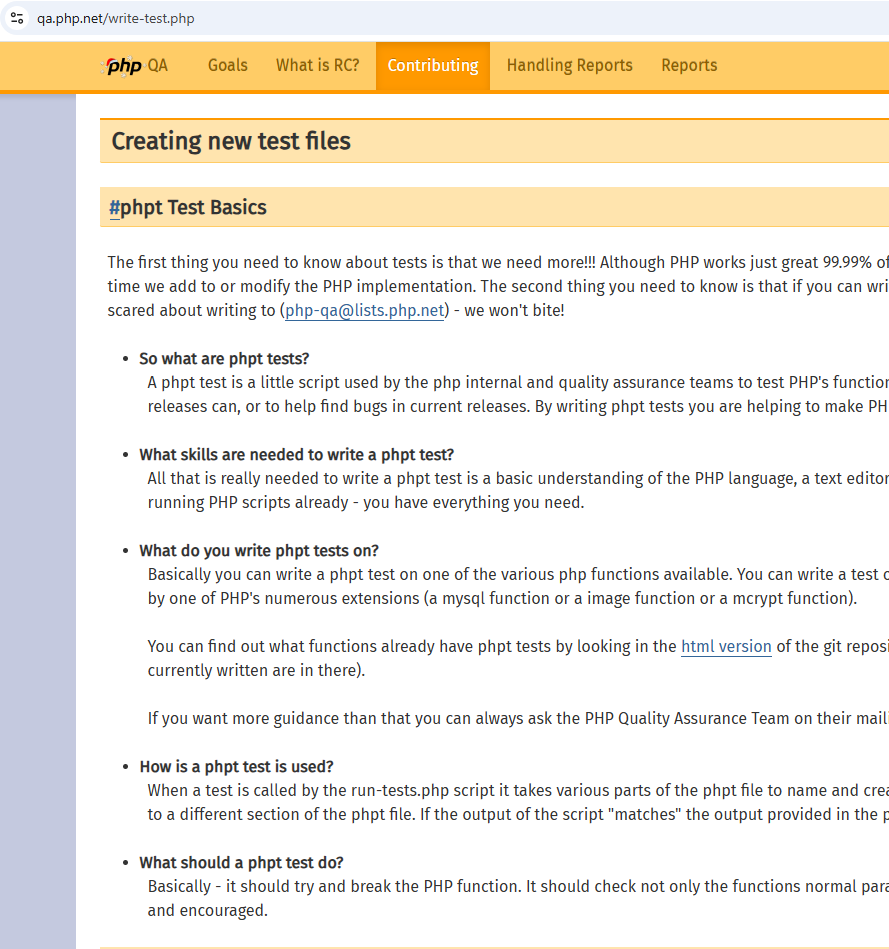 qa.php.net/write-test.php
php QA Goals What is RC? Contributing Handling Reports Reports
Creating new test files
#phpt Test Basics
The first thing you need to know about tests is that we need more!!! Although PHP works just great 99.99% of
time we add to or modify the PHP implementation. The second thing you need to know is that if you can wri
scared about writing to (php-qa@lists.php.net) - we won't bite!
• So what are phpt tests?
A phpt test is a little script used by the php internal and quality assurance teams to test PHP's function
releases can, or to help find bugs in current releases. By writing phpt tests you are helping to make PH
• What skills are needed to write a phpt test?
All that is really needed to write a phpt test is a basic understanding of the PHP language, a text editor
running PHP scripts already - you have everything you need.
• What do you write phpt tests on?
Basically you can write a phpt test on one of the various php functions available. You can write a test o
by one of PHP's numerous extensions (a mysql function or a image function or a mcrypt function).
You can find out what functions already have phpt tests by looking in the html version of the git reposi
currently written are in there).
If you want more guidance than that you can always ask the PHP Quality Assurance Team on their maili
• How is a phpt test is used?
When a test is called by the run-tests.php script it takes various parts of the phpt file to name and crea
to a different section of the phpt file. If the output of the script "matches" the output provided in the p
• What should a phpt test do?
Basically - it should try and break the PHP function. It should check not only the functions normal para
and encouraged.